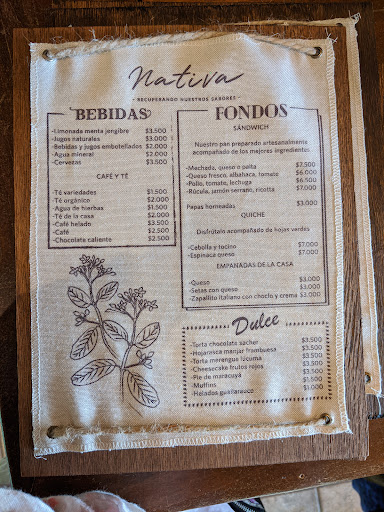 Nativa
- RECUPERANDO NUESTROS SABORES -
BEBIDAS
-Limonada menta jengibre $3.500
-Jugos naturales $3.000
-Bebidas y jugos embotellados $2.000
-Agua mineral $2.000
-Cervezas $3.500
CAFÉ Y TÉ
-Té variedades $1.500
-Té orgánico $2.000
-Agua de hierbas $1.500
-Té de la casa $2.000
-Café helado $3.500
-Café $2.500
-Chocolate caliente $2.500
FONDOS
SÁNDWICH
Nuestro pan preparado artesanalmente
acompañado de los mejores ingredientes.
-Mechada, queso o palta $7.500
-Queso fresco, albahaca, tomate $6.000
-Pollo, tomate, lechuga $6.500
-Rúcula, jamón serrano, ricotta $7.000
Papas horneadas $3.000
QUICHE
Disfrútalo acompañado de hojas verdes
-Cebolla y tocino $7.000
-Espinaca queso $7.000
EMPANADAS DE LA CASA
-Queso $3.000
-Setas con queso $3.000
-Zapallito italiano con choclo y crema $3.000
Dulce
-Torta chocolate sacher $3.500
-Hojarasca manjar frambuesa $3.500
-Torta merengue lúcuma $3.500
-Cheesecake frutos rojos $3.500
-Pie de maracuyá $3.500
-Muffins $1.500
-Helados guallarauco $1.000